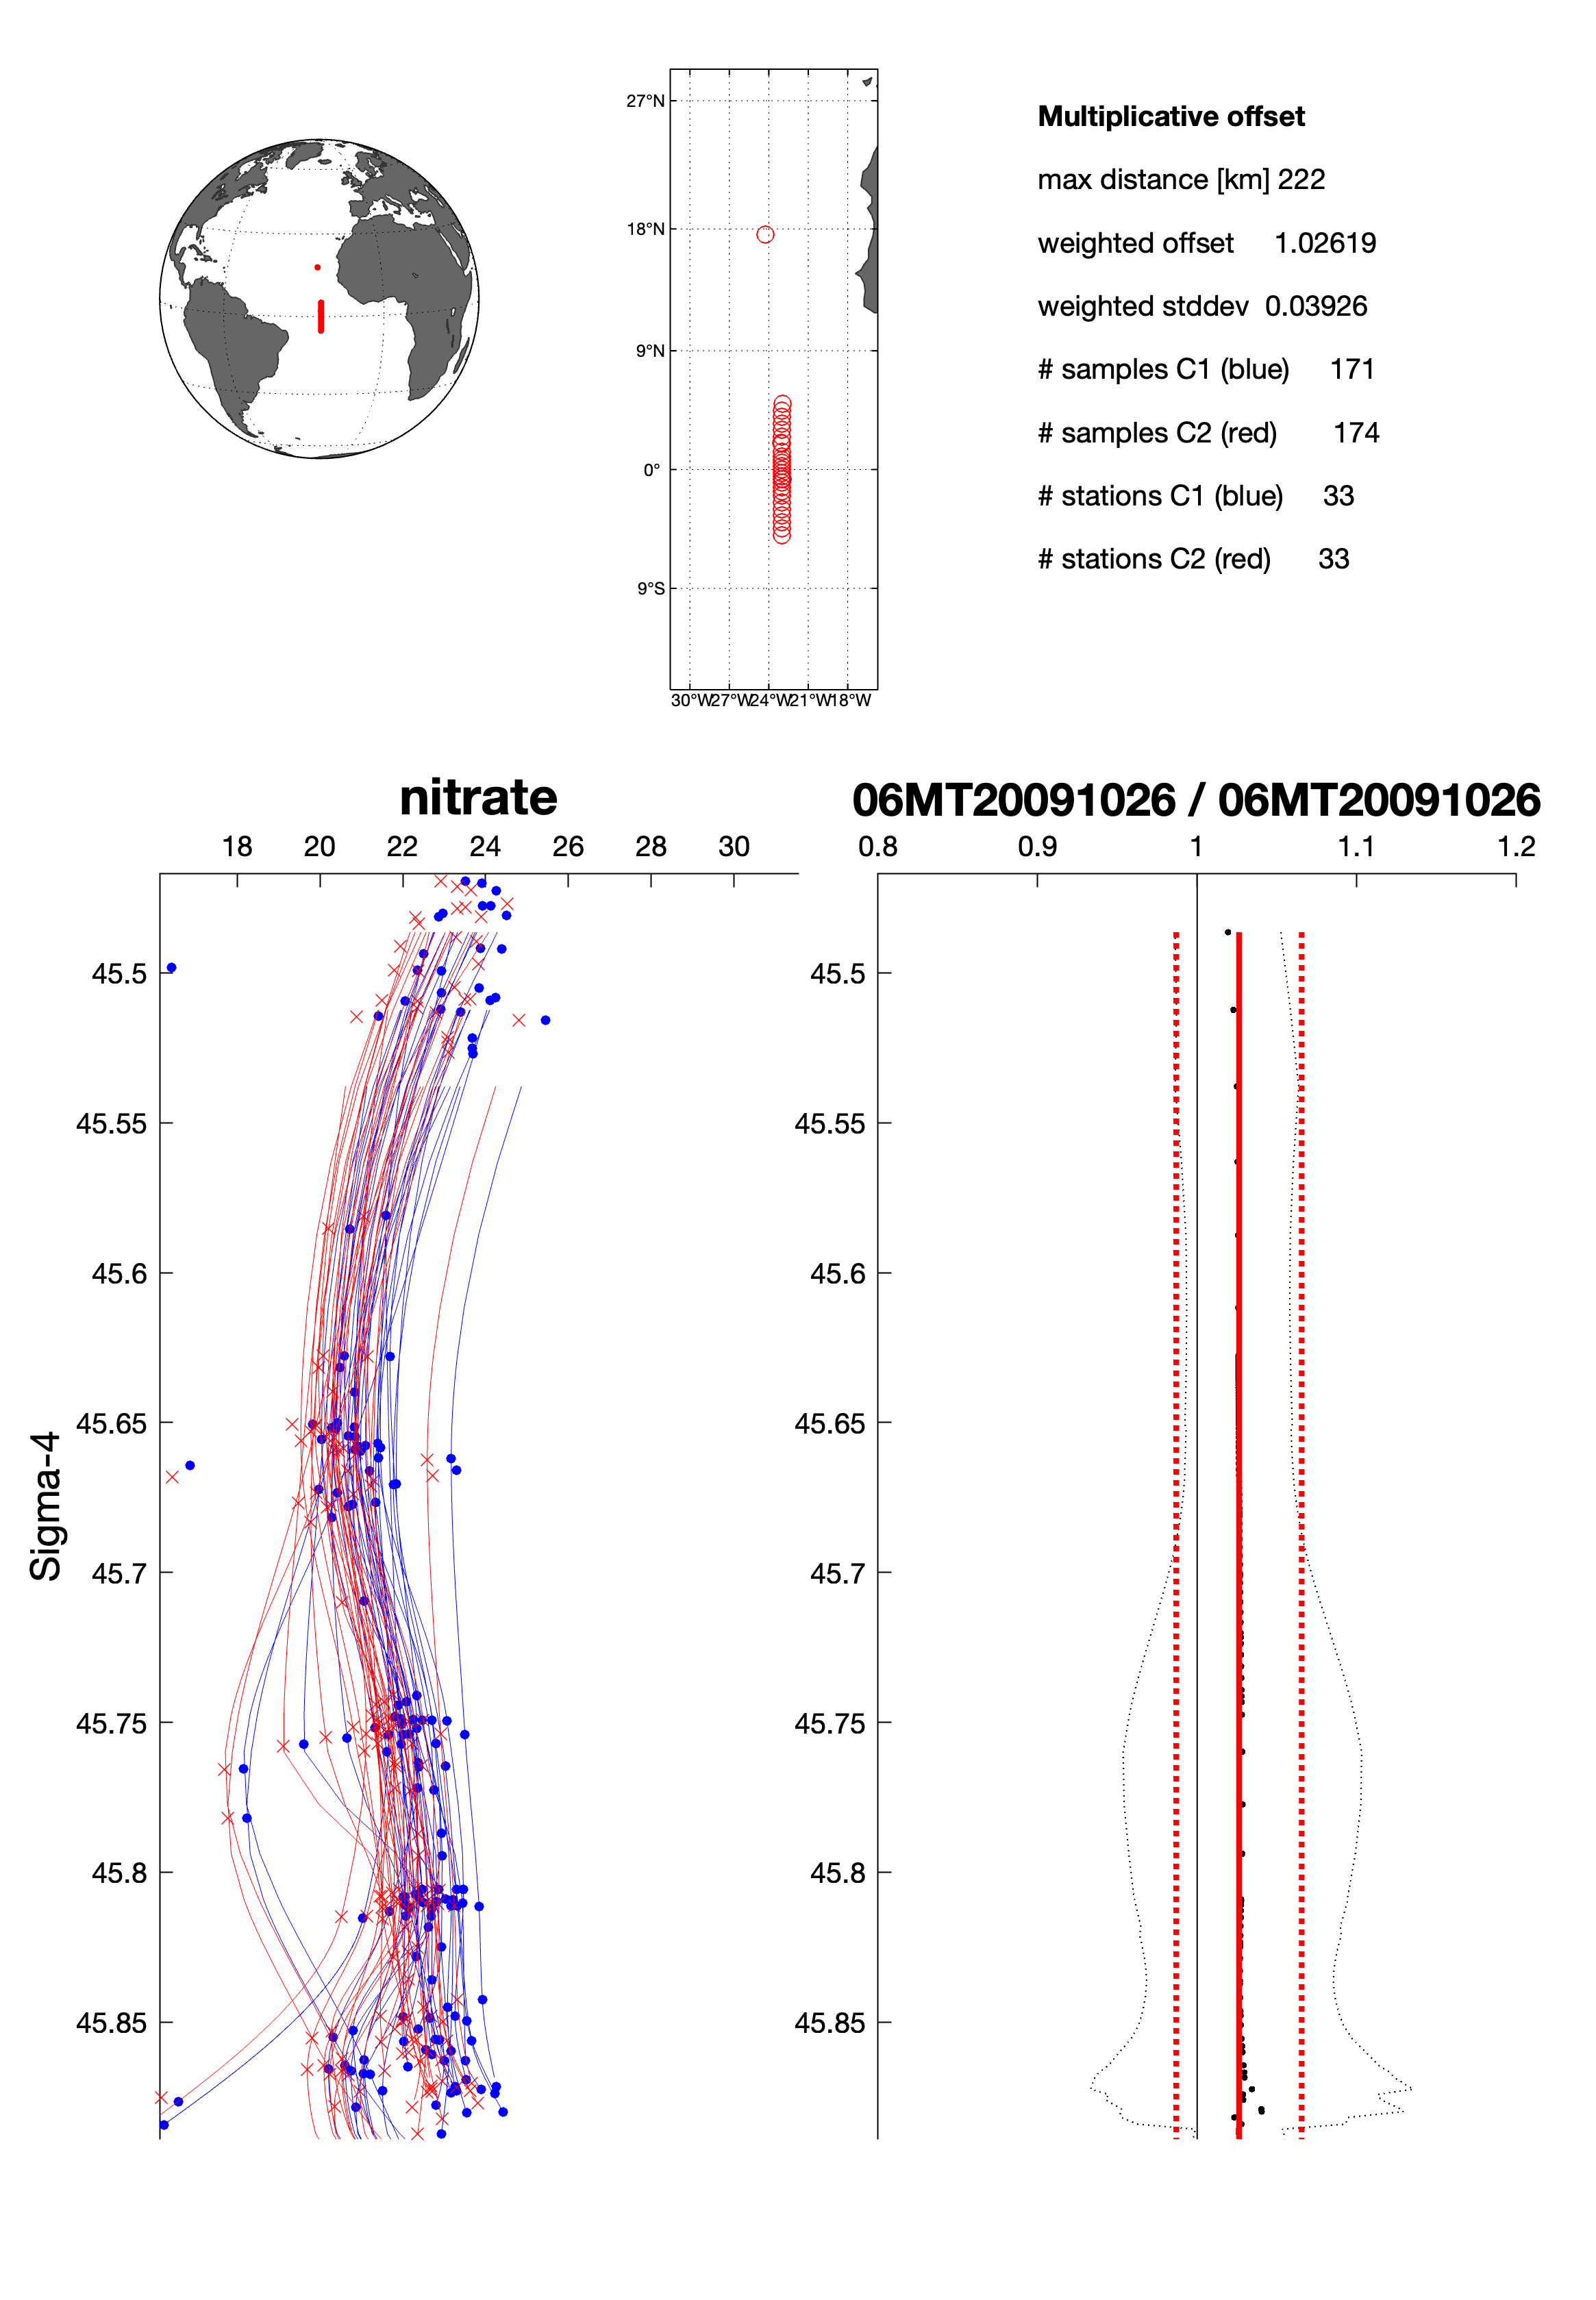 27°N
18°N
9°N
0°
9°S
30°W27°W24°W21°W18°W
Multiplicative offset
max distance [km] 222
weighted offset 1.02619
weighted stddev 0.03926
# samples C1 (blue) 171
# samples C2 (red) 174
# stations C1 (blue) 33
# stations C2 (red) 33
nitrate
18 20 22 24 26 28 30
45.5
45.55
45.6
45.65
45.7
45.75
45.8
45.85
Sigma-4
06MT20091026 / 06MT20091026
0.8 0.9 1 1.1 1.2
45.5
45.55
45.6
45.65
45.7
45.75
45.8
45.85